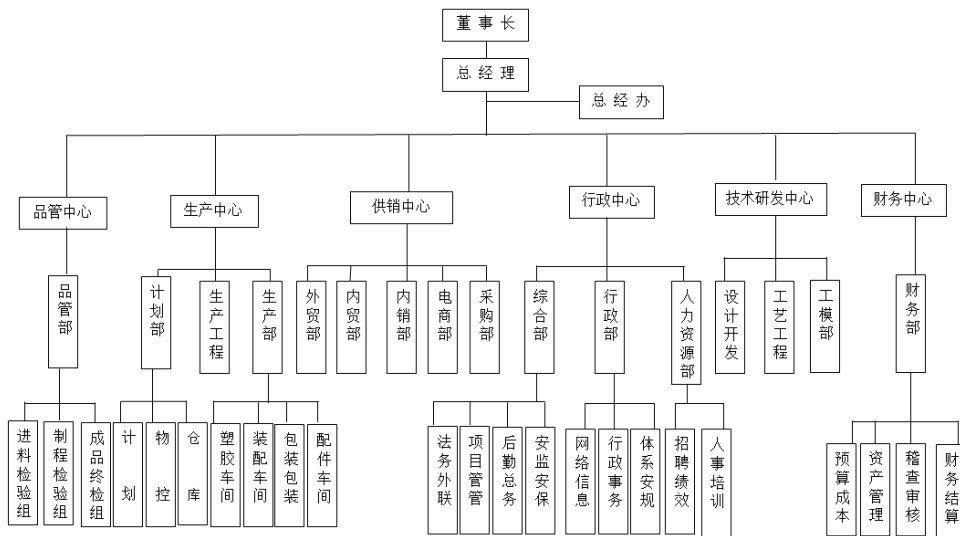 董事长
总经理
总经办
品管中心
生产中心
供销中心
行政中心
技术研发中心
财务中心
品管部
计划部
生产工程
生产部
外贸部
内贸部
内销部
电商部
采购部
综合部
行政部
人力资源部
设计开发
工艺工程
工模部
财务部
进料检验组
制程检验组
成品终检组
计划
物控
仓库
塑胶车间
装配车间
包装包装
配件车间
法务外联
项目管管
后勤总务
安监安保
网络信息
行政事务
体系安规
招聘绩效
人事培训
预算成本
资产管理
稽查审核
财务结算